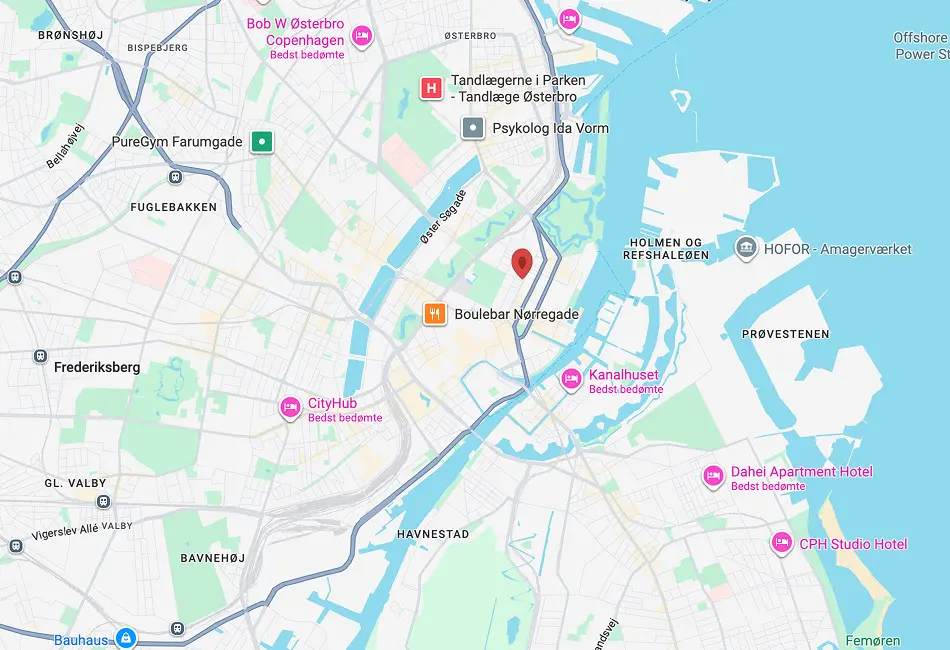 Bob W Østerbro
Copenhagen
Bedst bedømte
BRØNSHØJ
BISPEBJERG
ØSTERBRO
Offshore
Power St
Tandlægerne i Parken
- Tandlæge Østerbro
H
Psykolog Ida Vorm
PureGym Farumgade
Bellahøjvej
FUGLEBAKKEN
Øster Søgade
HOLMEN OG
REFSHALEØEN
HOFOR - Amagerværket
Boulebar Nørregade
PRØVESTENEN
Frederiksberg
Kanalhuset
Bedst bedømte
CityHub
Bedst bedømte
Dahei Apartment Hotel
Bedst bedømte
GL. VALBY
Vigerslev Allé
VALBY
HAVNESTAD
CPH Studio Hotel
BAVNEHØJ
Bauhaus
andsvej
Femøren